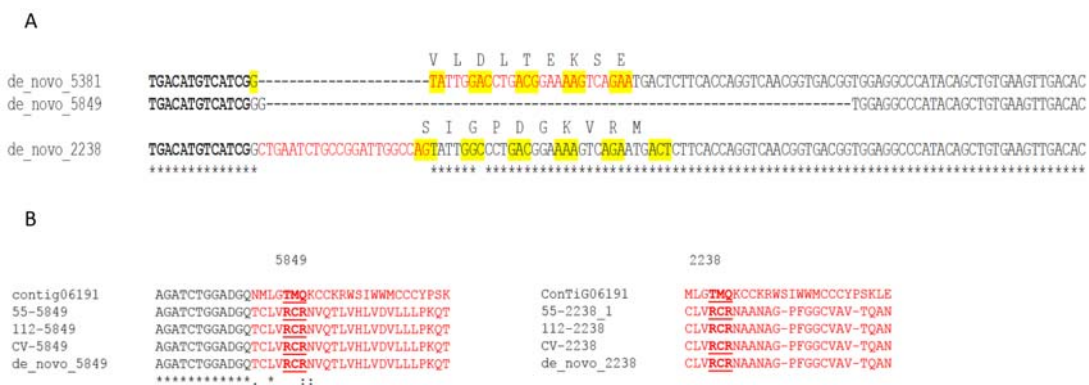 A
V L D L T E K S E
de_novo_5381 TGACATGTCATCGG----------------------TATTGGACCTGACGGAAAAGTCAGAATGACTCTTCACCAGGTCAACGGTGACGGTGGAGGCCCATACAGCTGTGAAGTTGACAC
de_novo_5849 TGACATGTCATCGGG---------------------------------------------------------------------------TGGAGGCCCATACAGCTGTGAAGTTGACAC
S I G P D G K V R M
de_novo_2238 TGACATGTCATCGGCTGAATCTGCCGGATTGGCCAGTATTGGCCCTGACGGAAAAGTCAGAATGACTCTTCACCAGGTCAACGGTGACGGTGGAGGCCCATACAGCTGTGAAGTTGACAC
************** ****** *****************************************************************************
B
5849
contig06191 AGATCTGGADGQNMLGTMQKCCKRWSIWWMCCCYPSK
55-5849 AGATCTGGADGQTCLVRCRNVQTLVHLVDVLLLPKQT
112-5849 AGATCTGGADGQTCLVRCRNVQTLVHLVDVLLLPKQT
CV-5849 AGATCTGGADGQTCLVRCRNVQTLVHLVDVLLLPKQT
de_novo_5849 AGATCTGGADGQTCLVRCRNVQTLVHLVDVLLLPKQT
************. * ::
2238
ConTiG06191 MLGTMQKCCKRWSIWWMCCCYPSKLE
55-2238_1 CLVRCRNAANAG-PFGGCVAV-TQAN
112-2238 CLVRCRNAANAG-PFGGCVAV-TQAN
CV-2238 CLVRCRNAANAG-PFGGCVAV-TQAN
de_novo_2238 CLVRCRNAANAG-PFGGCVAV-TQAN